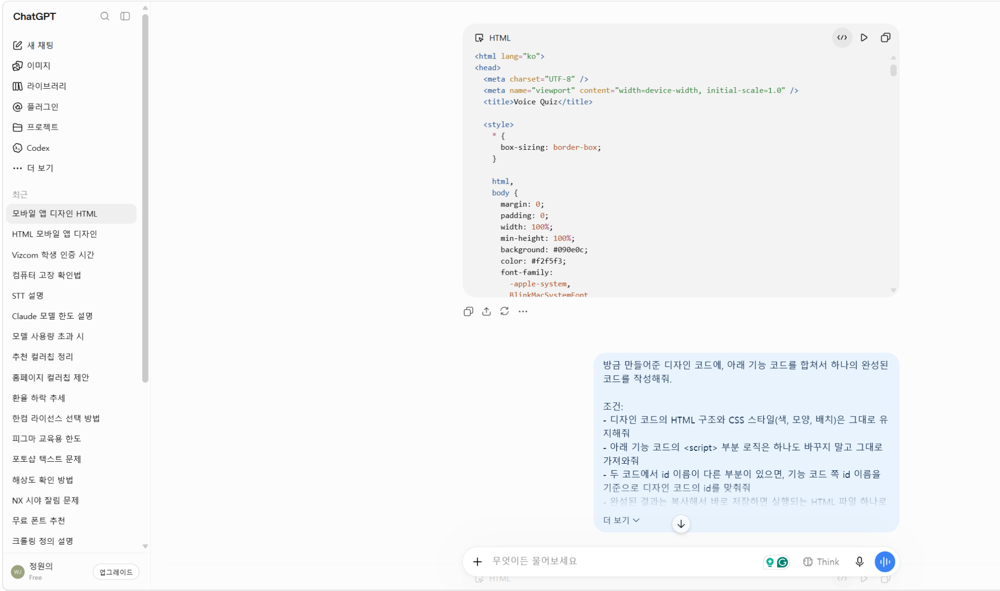 ChatGPT
새 채팅
이미지
라이브러리
플러그인
프로젝트
Codex
더 보기
최근
모바일 앱 디자인 HTML
HTML 모바일 앱 디자인
Vizcom 학생 인증 시간
컴퓨터 고장 확인법
STT 설명
Claude 모델 한도 설명
모델 사용량 초과 시
추천 컬러칩 정리
홈페이지 컬러칩 제안
환율 하락 추세
한컴 라이선스 선택 방법
피그마 교육용 한도
포토샵 텍스트 문제
해상도 확인 방법
NX 시야 잘림 문제
무료 폰트 추천
크롤링 정의 설명
WJ
정원의
Free
업그레이드
HTML
<html lang="ko">
<head>
<meta charset="UTF-8" />
<meta name="viewport" content="width=device-width, initial-scale=1.0" />
<title>Voice Quiz</title>
<style>
* {
box-sizing: border-box;
}
html,
body {
margin: 0;
padding: 0;
width: 100%;
min-height: 100%;
background: #090e0c;
color: #f2f5f3;
font-family:
-apple-system,
BlinkMacSystemFont
방금 만들어준 디자인 코드에, 아래 기능 코드를 합쳐서 하나의 완성된
코드를 작성해줘.
조건:
- 디자인 코드의 HTML 구조와 CSS 스타일(색, 모양, 배치)은 그대로 유
지해줘
- 아래 기능 코드의 <script> 부분 로직은 하나도 바꾸지 말고 그대로
가져와줘
- 두 코드에서 id 이름이 다른 부분이 있으면, 기능 코드 쪽 id 이름을
기준으로 디자인 코드의 id를 맞춰줘
- 완성된 결과는 복사해서 바로 저장하면 실행되는 HTML 파일 하나로
더 보기
무엇이든 물어보세요
Think
HTML